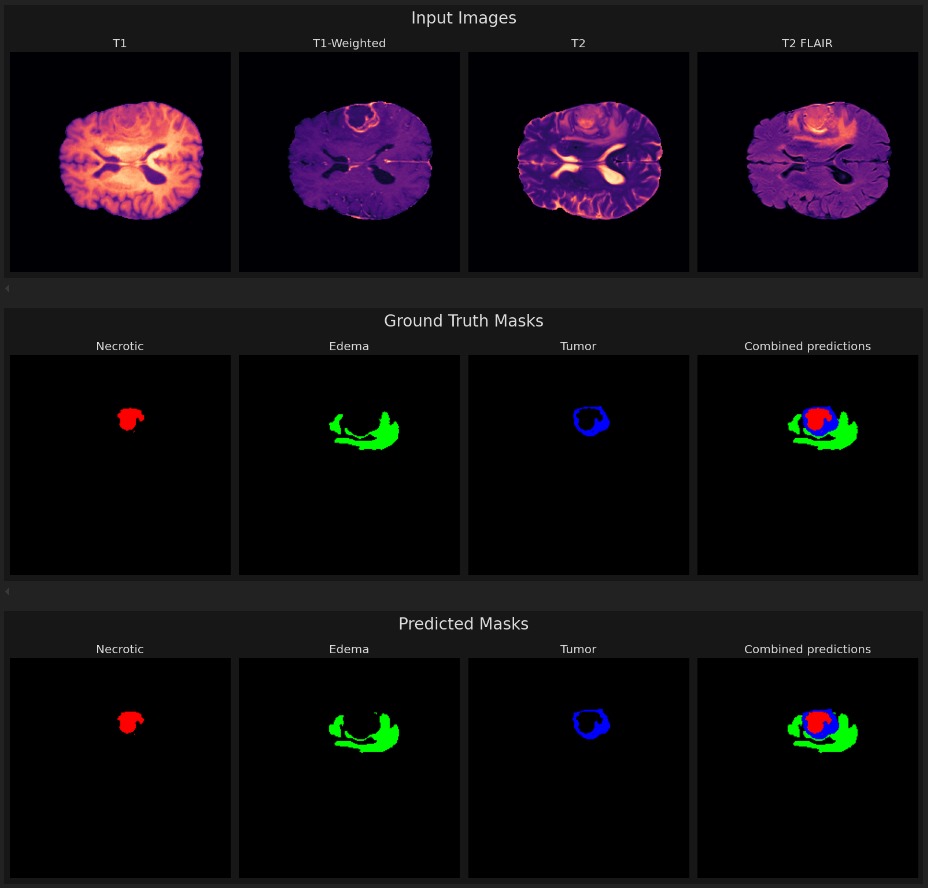 Input Images
T1
T1-Weighted
T2
T2 FLAIR
Ground Truth Masks
Necrotic
Edema
Tumor
Combined predictions
Predicted Masks
Necrotic
Edema
Tumor
Combined predictions